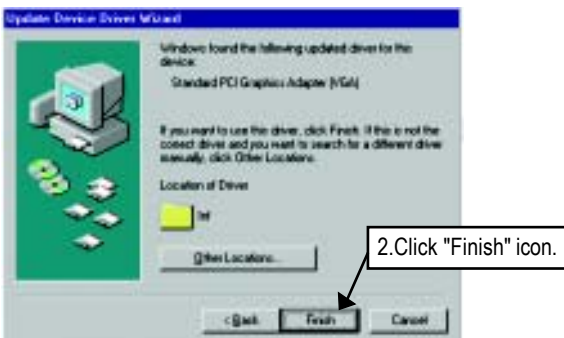 Update Device Driver Wizard
Windows found the following updated driver for this
device:
Standard PCI Graphics Adapter (VGA)
If you want to use this driver, click Finish. If this is not the
correct driver and you want to search for a different driver
manually, click Other Locations.
Location of Driver
Inf
Other Locations...
2.Click "Finish" icon.
< Back
Finish
Cancel